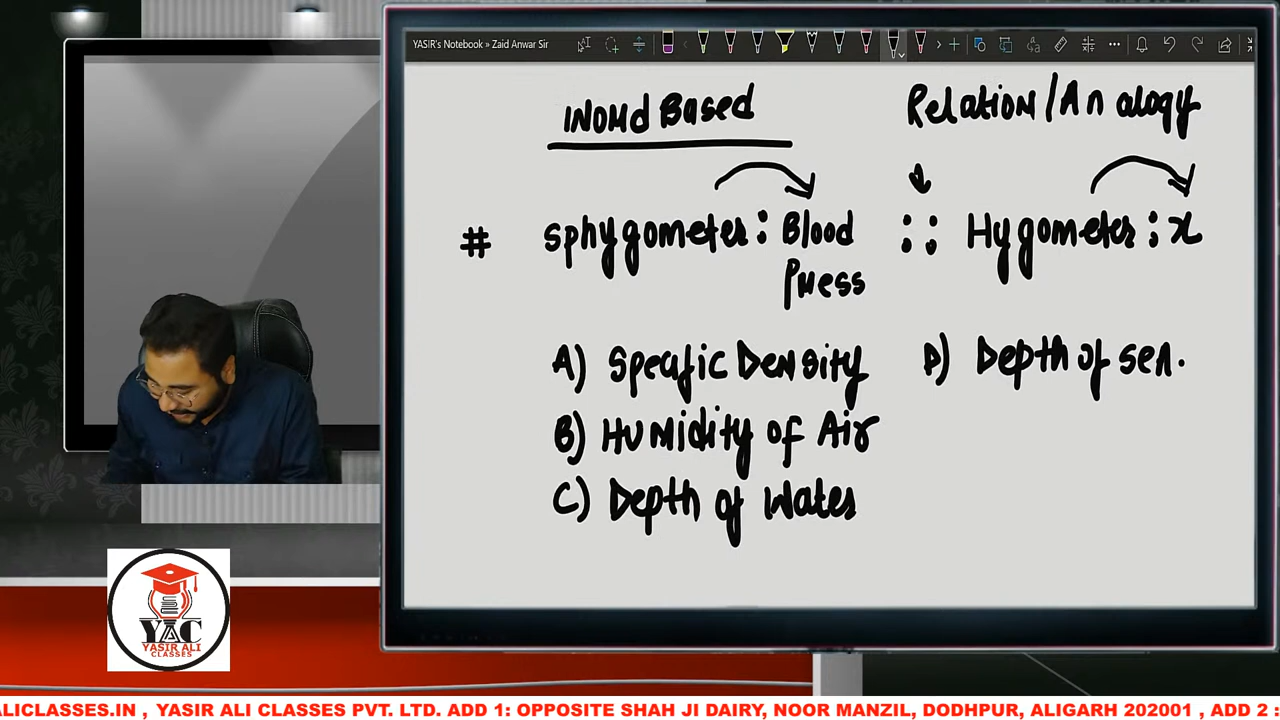 YASIR's Notebook » Zaid Anwar Sir
Word Based
Relation/Analogy
# Sphygometer : Blood Press :: Hygometer : x
A) Specific Density
D) Depth of sea.
B) Humidity of Air
C) Depth of Water
YAC
YASIR ALI
CLASSES
ALICLASSES.IN , YASIR ALI CLASSES PVT. LTD. ADD 1: OPPOSITE SHAH JI DAIRY, NOOR MANZIL, DODHPUR, ALIGARH 202001 , ADD 2 :